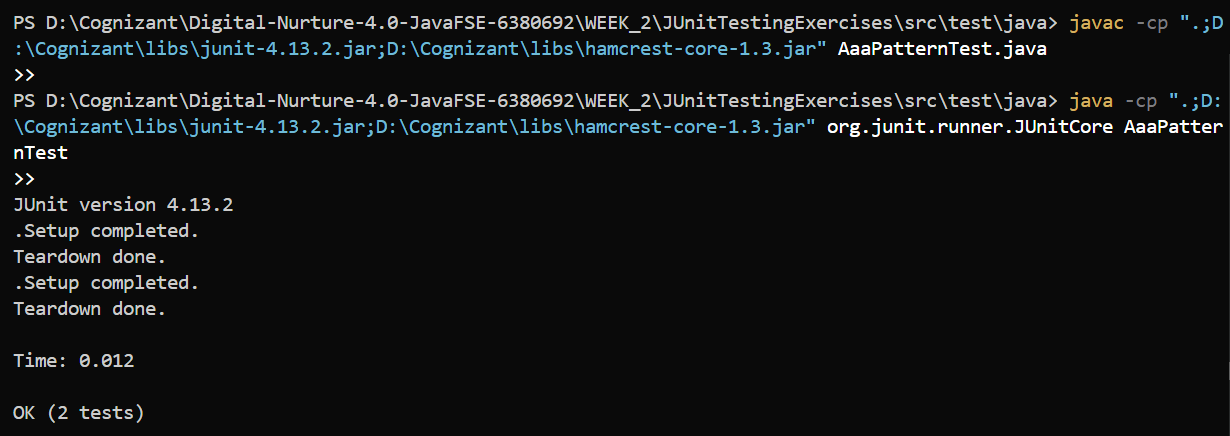 PS D:\Cognizant\Digital-Nurture-4.0-JavaFSE-6380692\WEEK_2\JUnitTestingExercises\src\test\java> javac -cp ".;D
:\Cognizant\libs\junit-4.13.2.jar;D:\Cognizant\libs\hamcrest-core-1.3.jar" AaaPatternTest.java
>>
PS D:\Cognizant\Digital-Nurture-4.0-JavaFSE-6380692\WEEK_2\JUnitTestingExercises\src\test\java> java -cp ".;D:
\Cognizant\libs\junit-4.13.2.jar;D:\Cognizant\libs\hamcrest-core-1.3.jar" org.junit.runner.JUnitCore AaaPatter
nTest
>>
JUnit version 4.13.2
.Setup completed.
Teardown done.
.Setup completed.
Teardown done.

Time: 0.012

OK (2 tests)